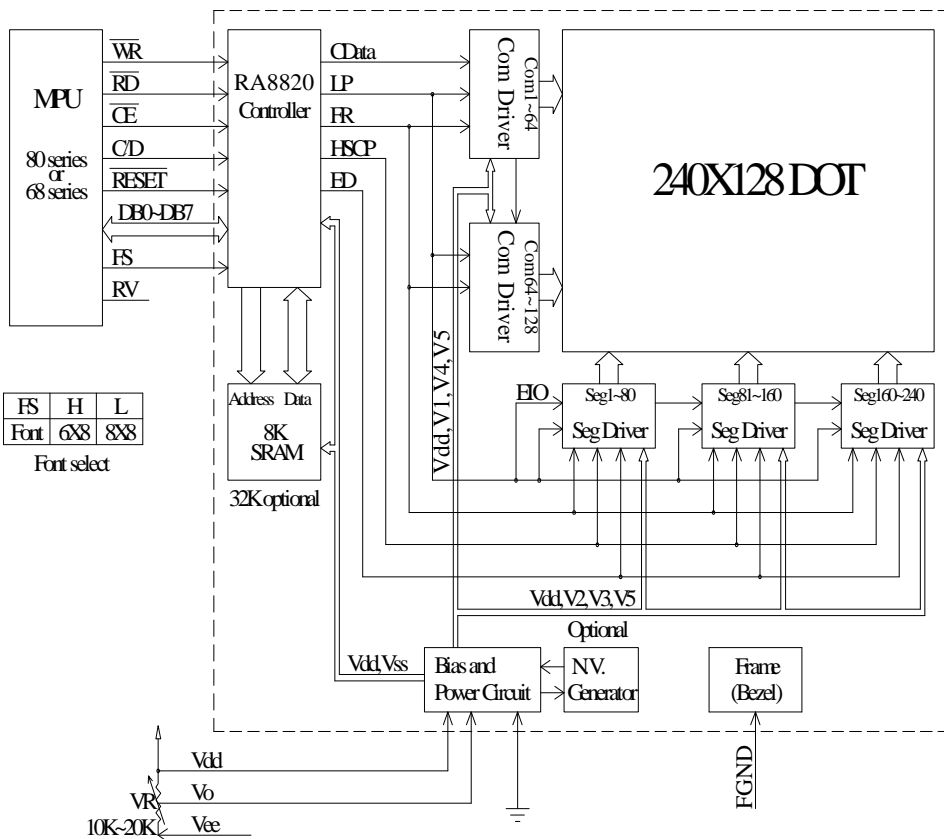 MPU
80 series
or
68 series
WR
RD
CE
C/D
RESET
DB0~DB7
FS
RV
RA8820
Controller
CData
LP
FR
HSCP
ED
Com Driver
Com1~64
Com Driver
Com64~128
240X128 DOT
Address Data
8K
SRAM
32K optional
FS H L
Font 6X8 8X8
Font select
Vdd, V1, V4, V5
EIO
Seg1~80
Seg Driver
Seg81~160
Seg Driver
Seg160~240
Seg Driver
Vdd, V2, V3, V5
Optional
Vdd, Vss
Bias and
Power Circuit
N.V.
Generator
Frame
(Bezel)
FGND
Vdd
Vo
VR
10K~20K
Vee